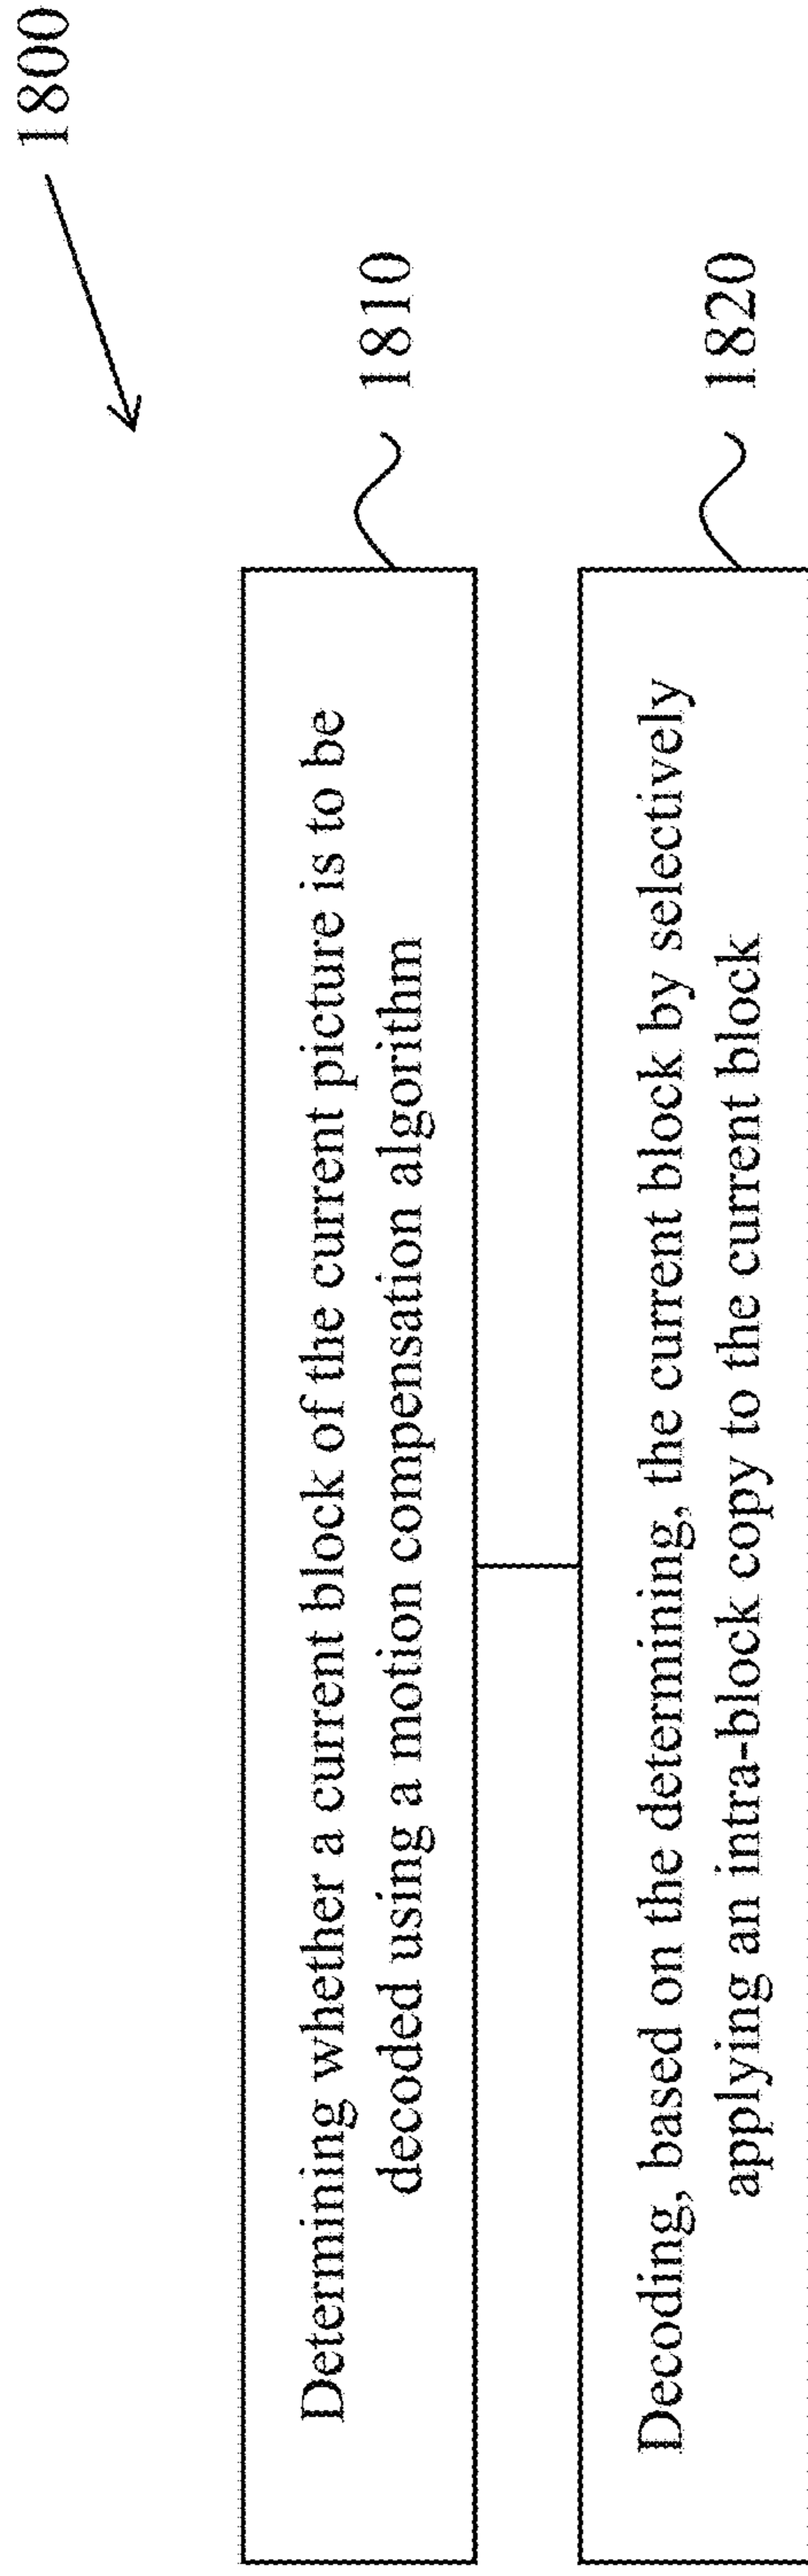 1800
Determining whether a current block of the current picture is to be
decoded using a motion compensation algorithm
1810
Decoding, based on the determining, the current block by selectively
applying an intra-block copy to the current block
1820